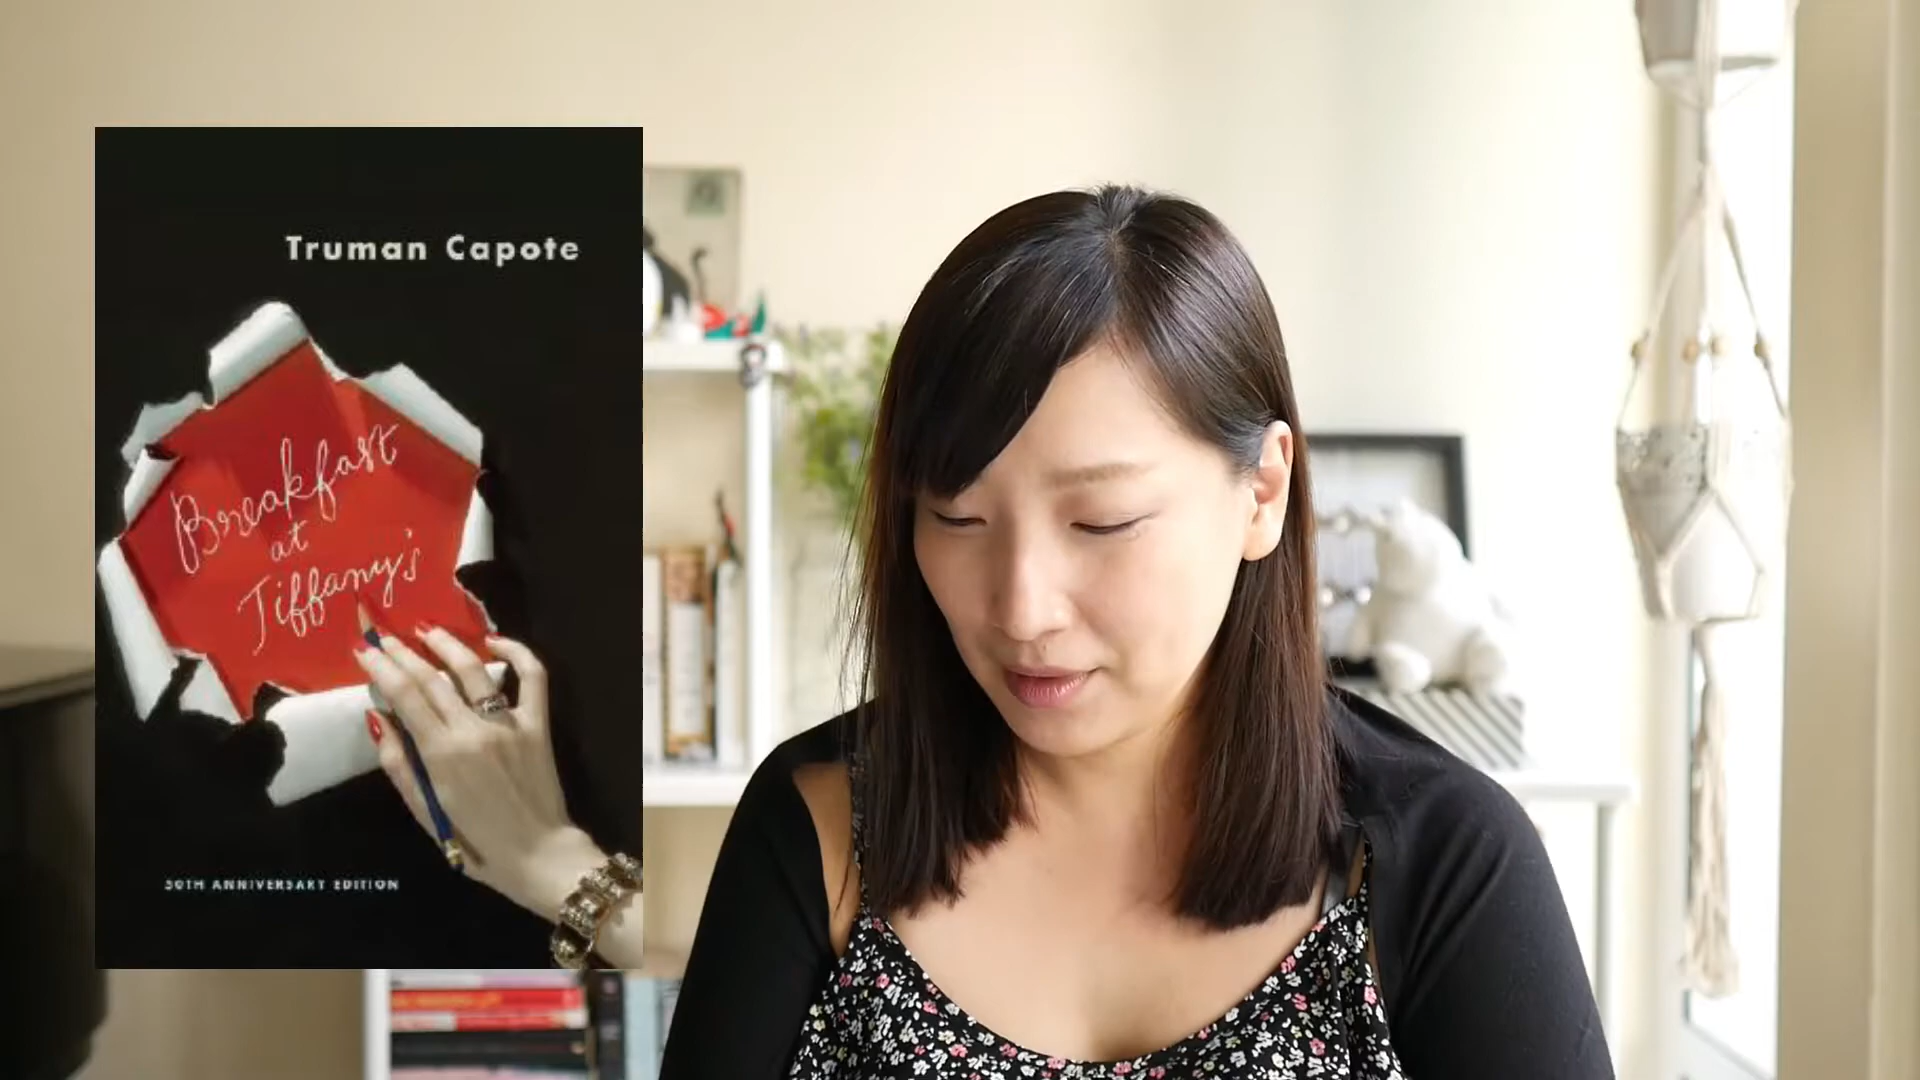 Truman Capote
Breakfast
at
Tiffany's
50TH ANNIVERSARY EDITION